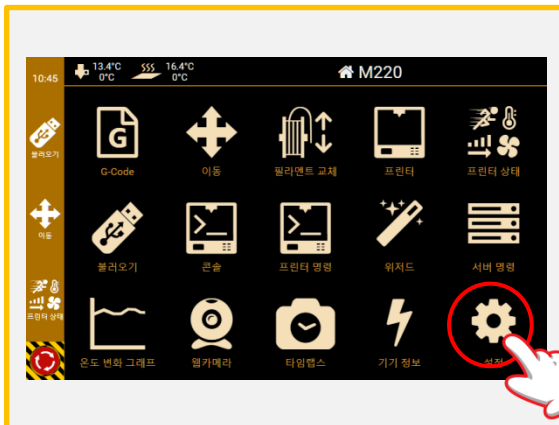 10:45
13.4°C
0°C
16.4°C
0°C
M220
불러오기
이동
프린터 상태
G
G-Code
이동
필라멘트 교체
프린터
프린터 상태
불러오기
콘솔
프린터 명령
위저드
서버 명령
온도 변화 그래프
웹카메라
타임랩스
기기 정보